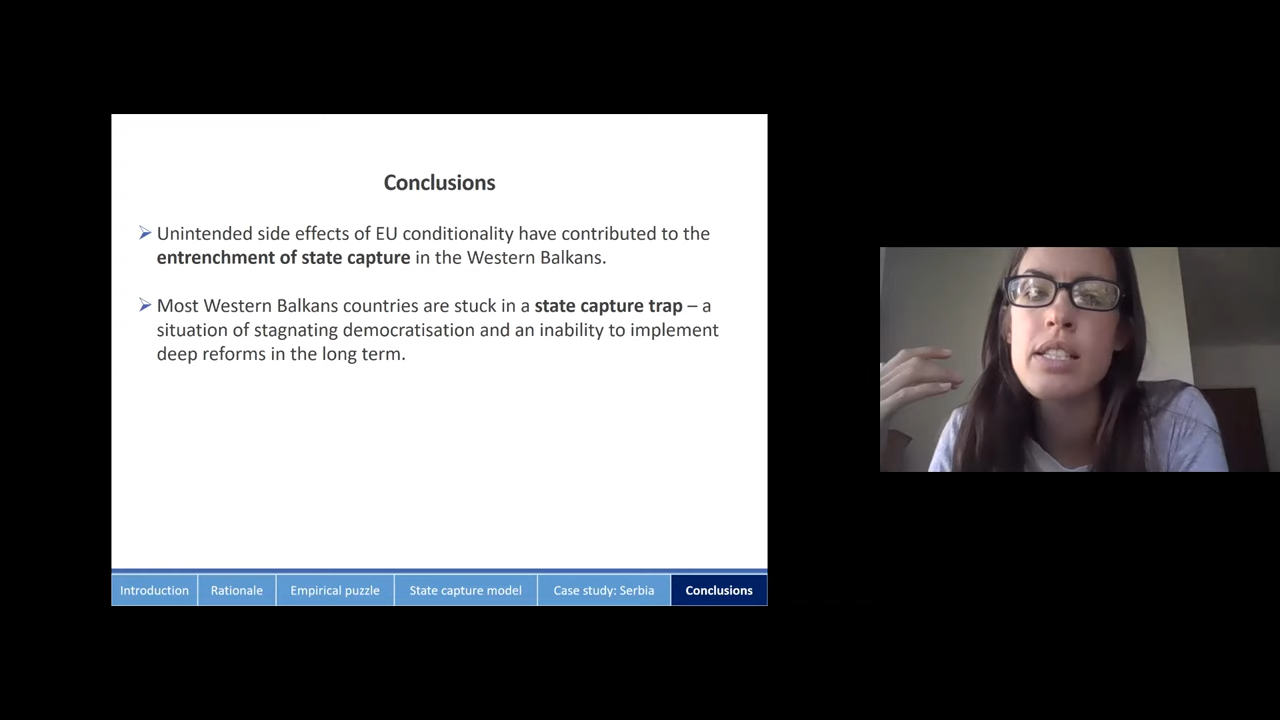 Conclusions
Unintended side effects of EU conditionality have contributed to the
entrenchment of state capture in the Western Balkans.
Most Western Balkans countries are stuck in a state capture trap – a
situation of stagnating democratisation and an inability to implement
deep reforms in the long term.
Introduction Rationale Empirical puzzle State capture model Case study: Serbia Conclusions